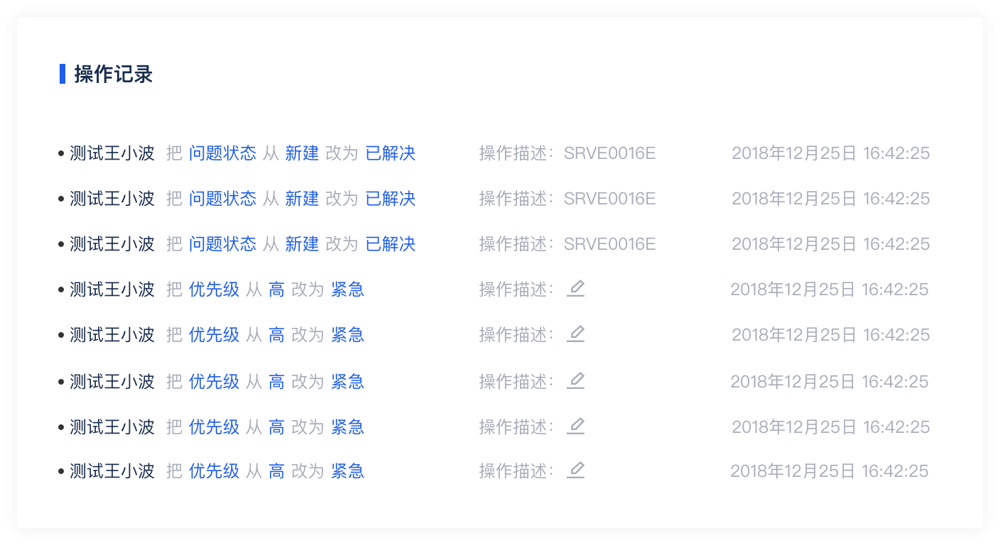 操作记录
测试王小波 把 问题状态 从 新建 改为 已解决 操作描述：SRVE0016E 2018年12月25日 16:42:25
测试王小波 把 问题状态 从 新建 改为 已解决 操作描述：SRVE0016E 2018年12月25日 16:42:25
测试王小波 把 问题状态 从 新建 改为 已解决 操作描述：SRVE0016E 2018年12月25日 16:42:25
测试王小波 把 优先级 从 高 改为 紧急 操作描述： 2018年12月25日 16:42:25
测试王小波 把 优先级 从 高 改为 紧急 操作描述： 2018年12月25日 16:42:25
测试王小波 把 优先级 从 高 改为 紧急 操作描述： 2018年12月25日 16:42:25
测试王小波 把 优先级 从 高 改为 紧急 操作描述： 2018年12月25日 16:42:25
测试王小波 把 优先级 从 高 改为 紧急 操作描述： 2018年12月25日 16:42:25